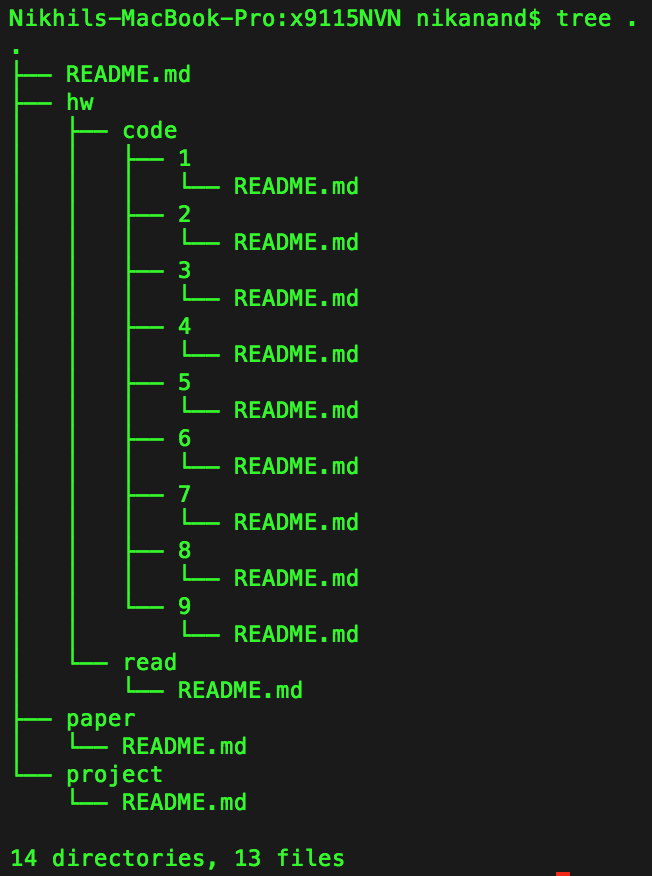 Nikhils-MacBook-Pro:x9115NVN nikanand$ tree .
.
├── README.md
├── hw
│   ├── code
│   │   ├── 1
│   │   │   └── README.md
│   │   ├── 2
│   │   │   └── README.md
│   │   ├── 3
│   │   │   └── README.md
│   │   ├── 4
│   │   │   └── README.md
│   │   ├── 5
│   │   │   └── README.md
│   │   ├── 6
│   │   │   └── README.md
│   │   ├── 7
│   │   │   └── README.md
│   │   ├── 8
│   │   │   └── README.md
│   │   └── 9
│   │       └── README.md
│   └── read
│       └── README.md
├── paper
│   └── README.md
└── project
    └── README.md
14 directories, 13 files